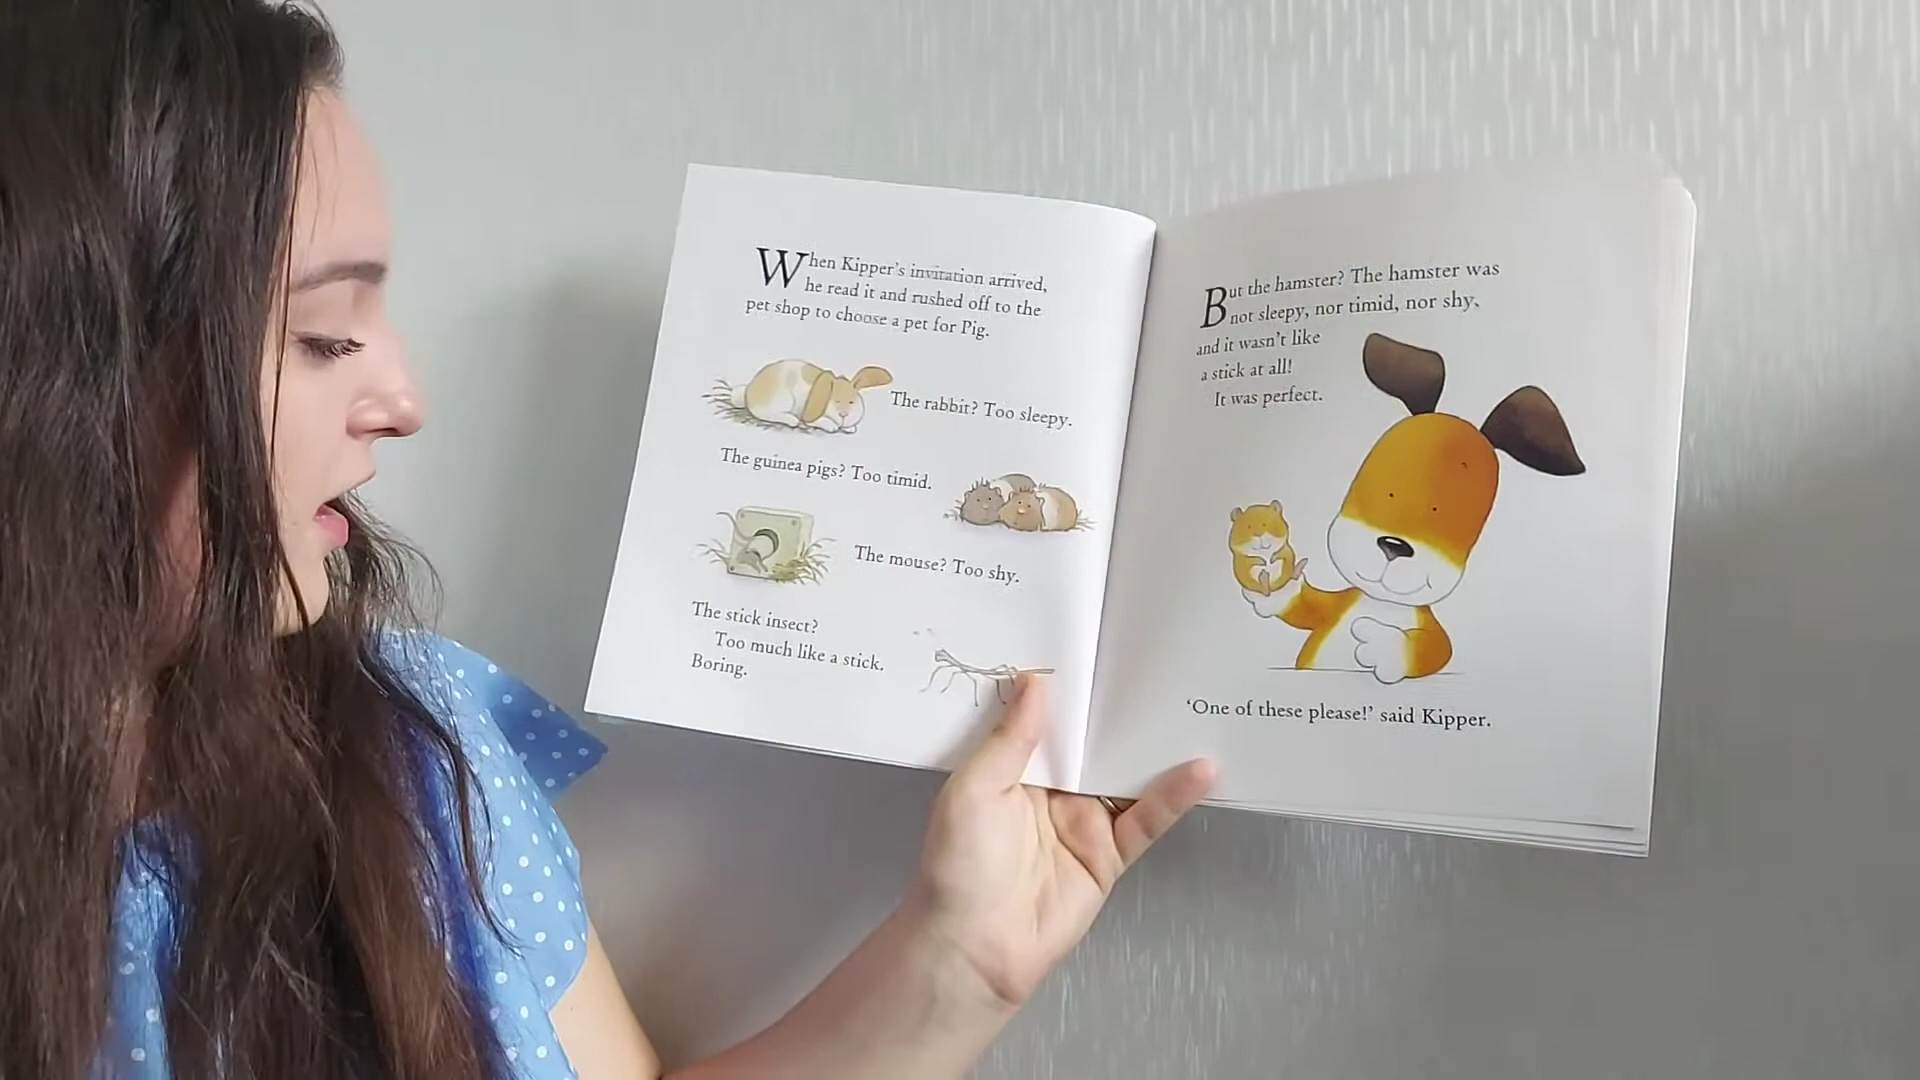 When Kipper's invitation arrived,
he read it and rushed off to the
pet shop to choose a pet for Pig.
The rabbit? Too sleepy.
The guinea pigs? Too timid.
The mouse? Too shy.
The stick insect?
Too much like a stick.
Boring.
But the hamster? The hamster was
not sleepy, nor timid, nor shy,
and it wasn't like
a stick at all!
It was perfect.
'One of these please!' said Kipper.